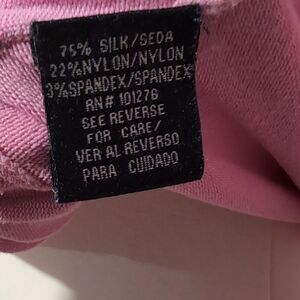 75% SILK/SEDA
22%NYLON/NYLON
3%SPANDEX/SPANDEX
RN# 101276
SEE REVERSE
FOR CARE/
VER AL REVERSO
PARA CUIDADO